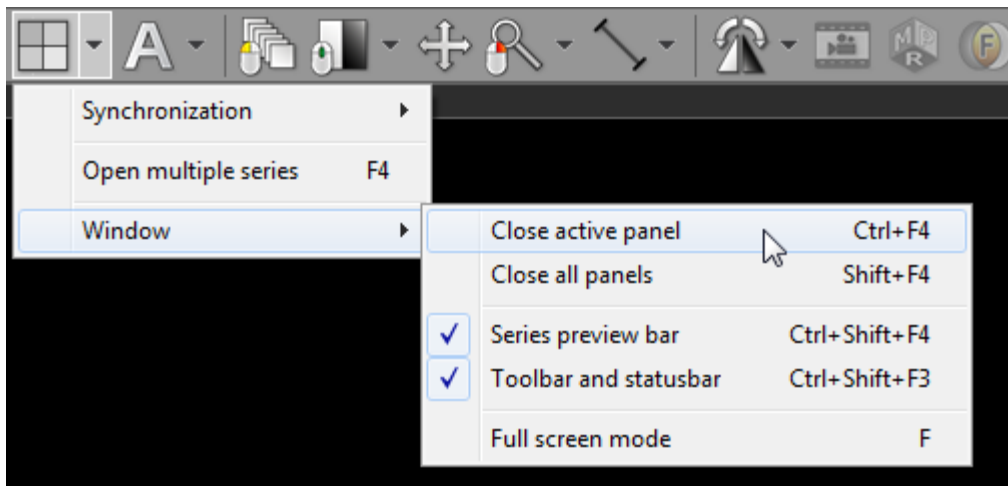 A
MPR
F
Synchronization
Open multiple series F4
Window
Close active panel Ctrl+F4
Close all panels Shift+F4
Series preview bar Ctrl+Shift+F4
Toolbar and statusbar Ctrl+Shift+F3
Full screen mode F